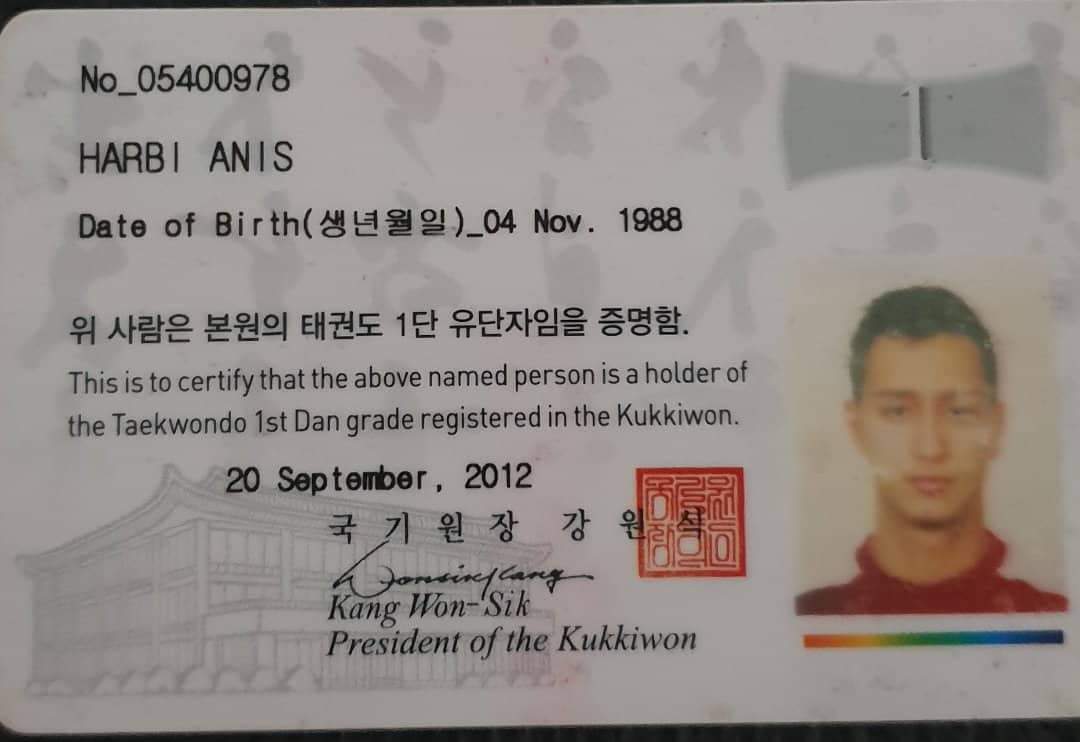 No_05400978
HARBI ANIS
Date of Birth(생년월일)_04 Nov. 1988
위 사람은 본원의 태권도 1단 유단자임을 증명함.
This is to certify that the above named person is a holder of
the Taekwondo 1st Dan grade registered in the Kukkiwon.
20 September, 2012
국 기 원 장 강 원 식
Kang Won-Sik
President of the Kukkiwon